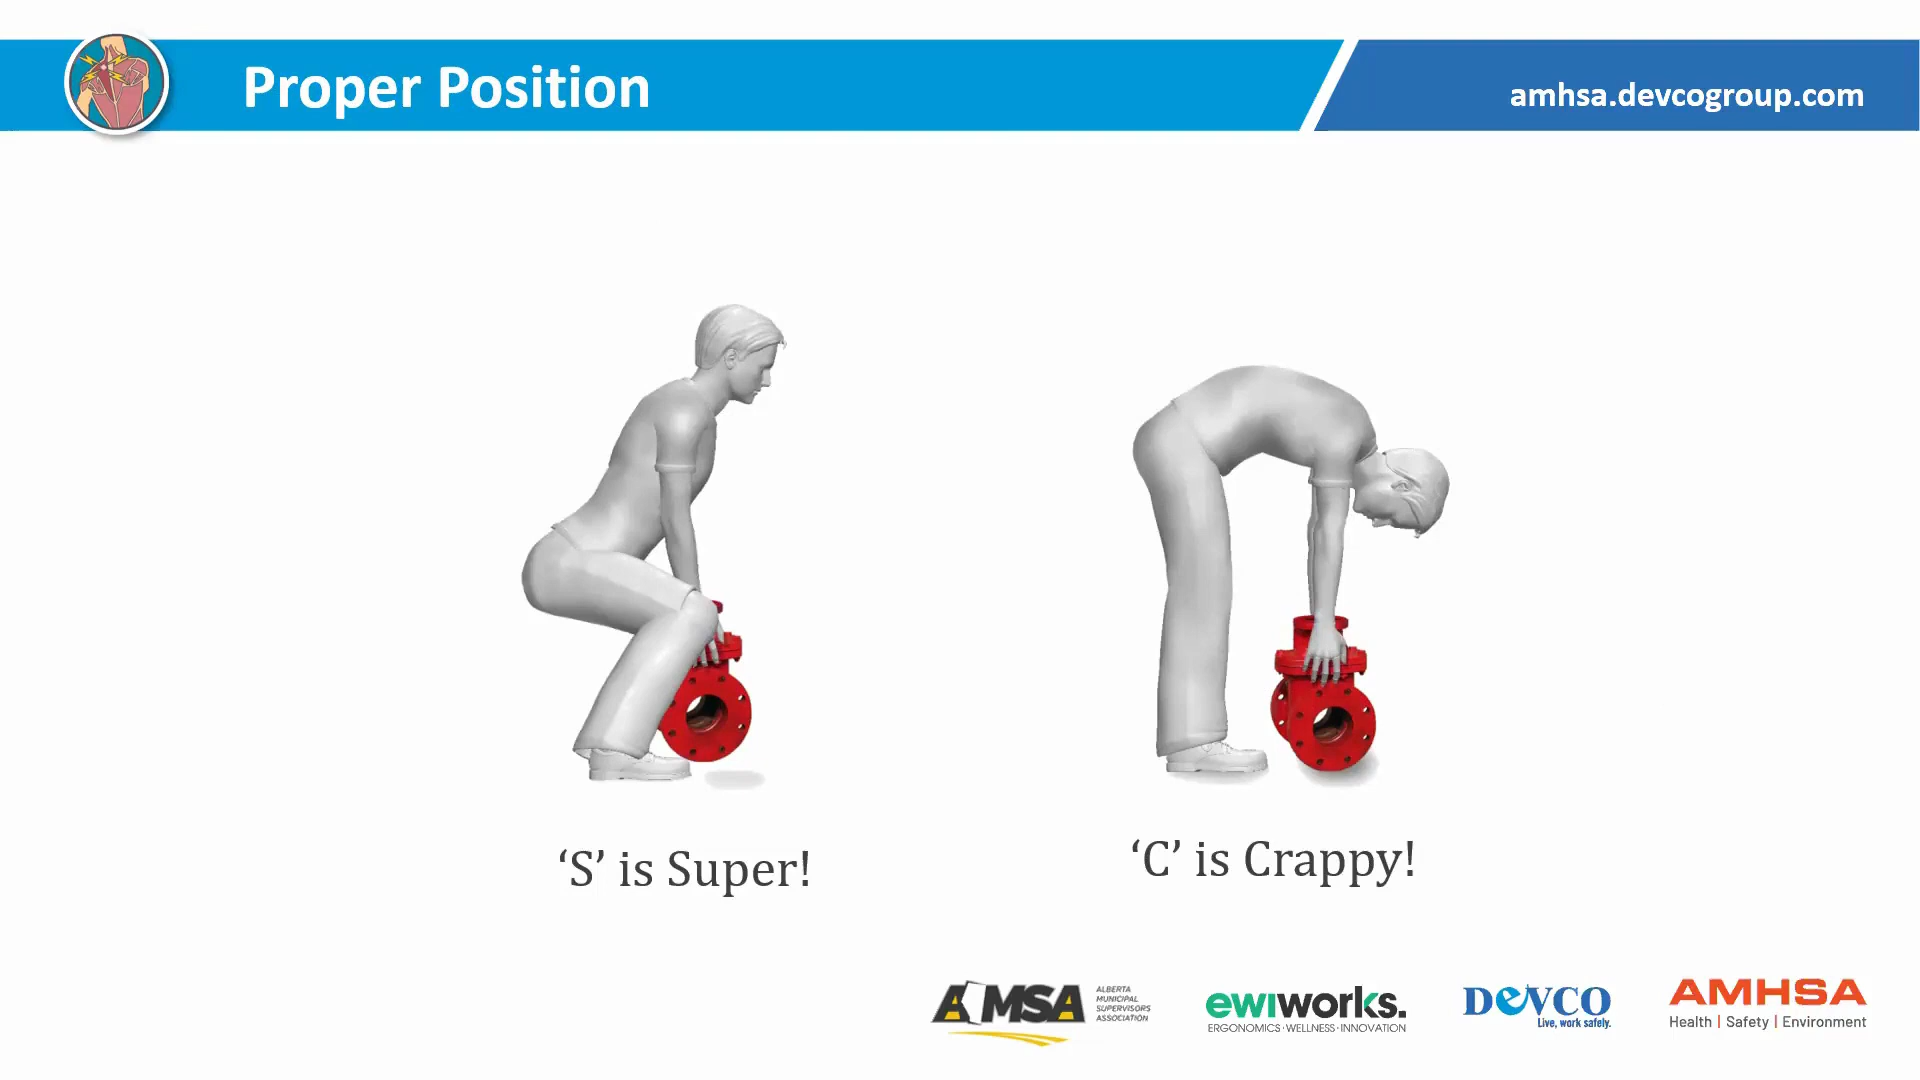 Proper Position
amhsa.devcogroup.com
‘S’ is Super!
‘C’ is Crappy!
AMSA
ALBERTA
MUNICIPAL
SUPERVISORS
ASSOCIATION
ewiworks.
ERGONOMICS·WELLNESS·INNOVATION
DEVCO
Live, work safely.
AMHSA
Health | Safety | Environment